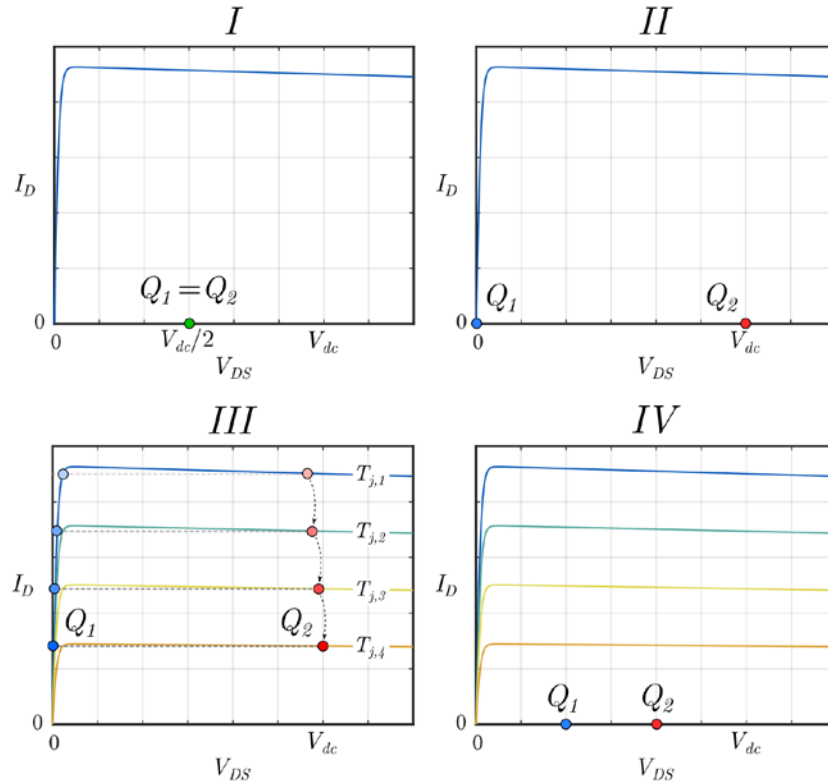 I
I_D
Q_1 = Q_2
0
0
V_dc/2
V_dc
V_DS
II
I_D
Q_1
Q_2
0
0
V_dc
V_DS
III
T_j,1
T_j,2
I_D
T_j,3
Q_1
Q_2
T_j,4
0
0
V_dc
V_DS
IV
I_D
Q_1
Q_2
0
0
V_dc
V_DS